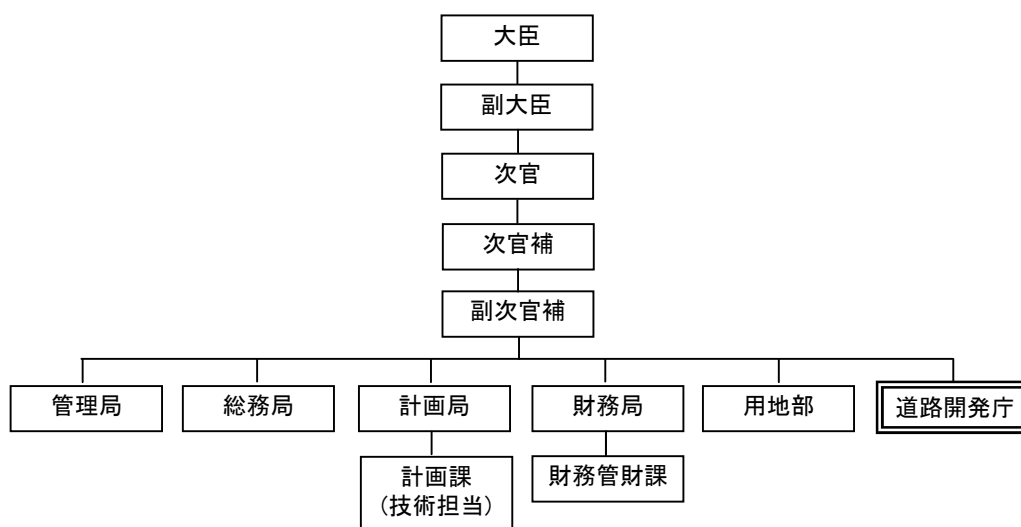 大臣
副大臣
次官
次官補
副次官補
管理局
総務局
計画局
財務局
用地部
道路開発庁
計画課
(技術担当)
財務管財課